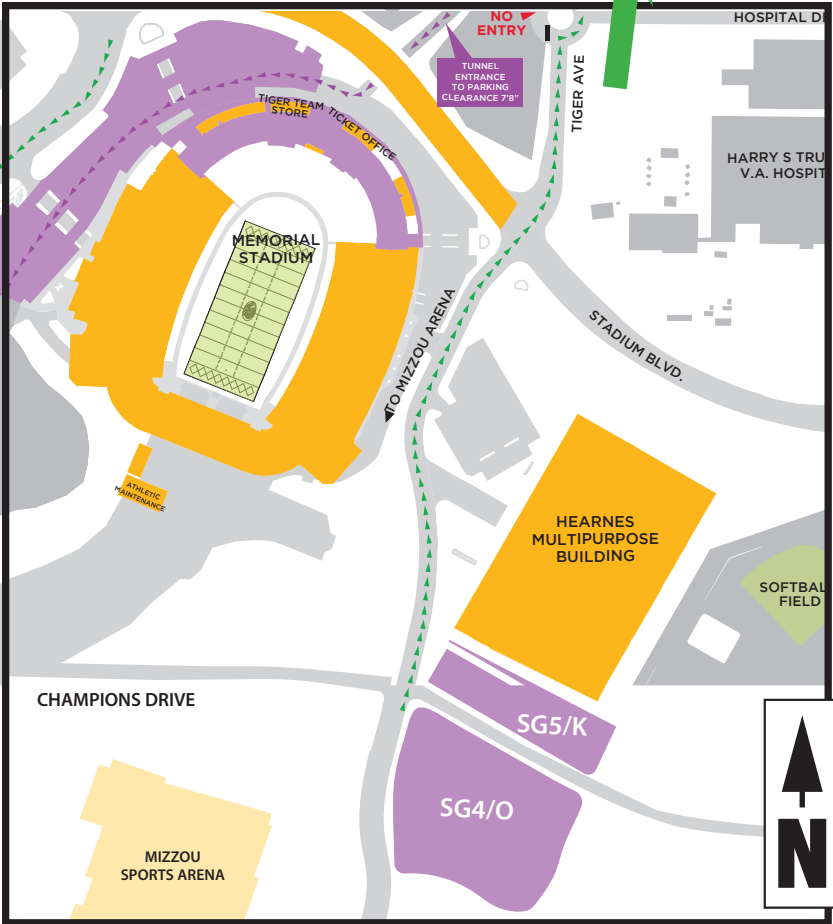 NO
ENTRY
HOSPITAL D
TUNNEL
ENTRANCE
TO PARKING
CLEARANCE 7'8"
TIGER AVE
TIGER TEAM
STORE
TICKET OFFICE
HARRY S TRU
V.A. HOSPIT
MEMORIAL
STADIUM
TO MIZZOU ARENA
STADIUM BLVD.
ATHLETIC
MAINTENANCE
HEARNES
MULTIPURPOSE
BUILDING
SOFTBAL
FIELD
CHAMPIONS DRIVE
SG5/K
SG4/O
MIZZOU
SPORTS ARENA
N